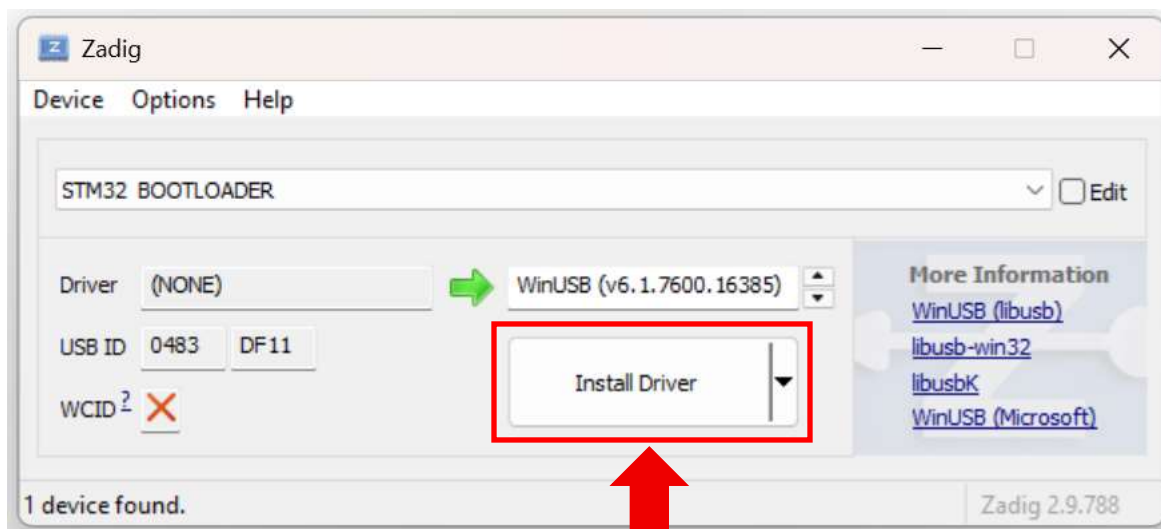 Zadig
Device Options Help
STM32 BOOTLOADER
Edit
Driver (NONE) WinUSB (v6.1.7600.16385)
USB ID 0483 DF11
WCID ?
Install Driver
More Information
WinUSB (libusb)
libusb-win32
libusbK
WinUSB (Microsoft)
1 device found.
Zadig 2.9.788